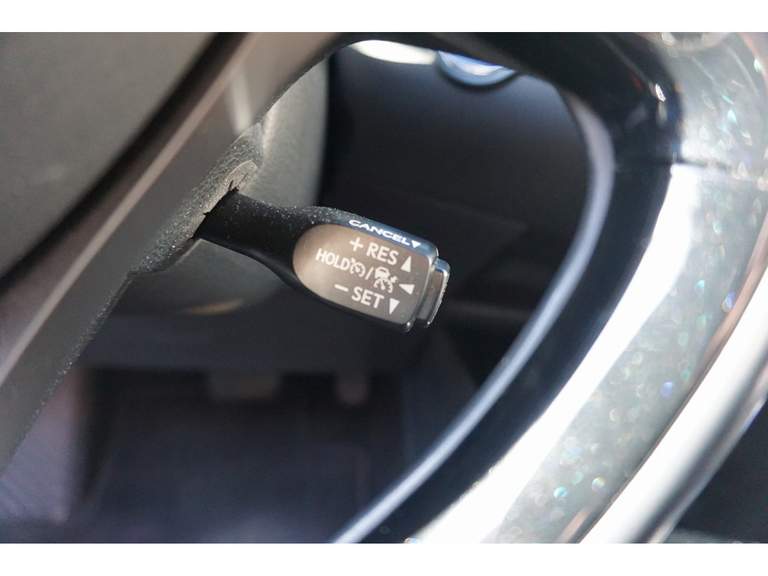 CANCEL▼
+ RES ▲
HOLD / ◀
− SET ▼